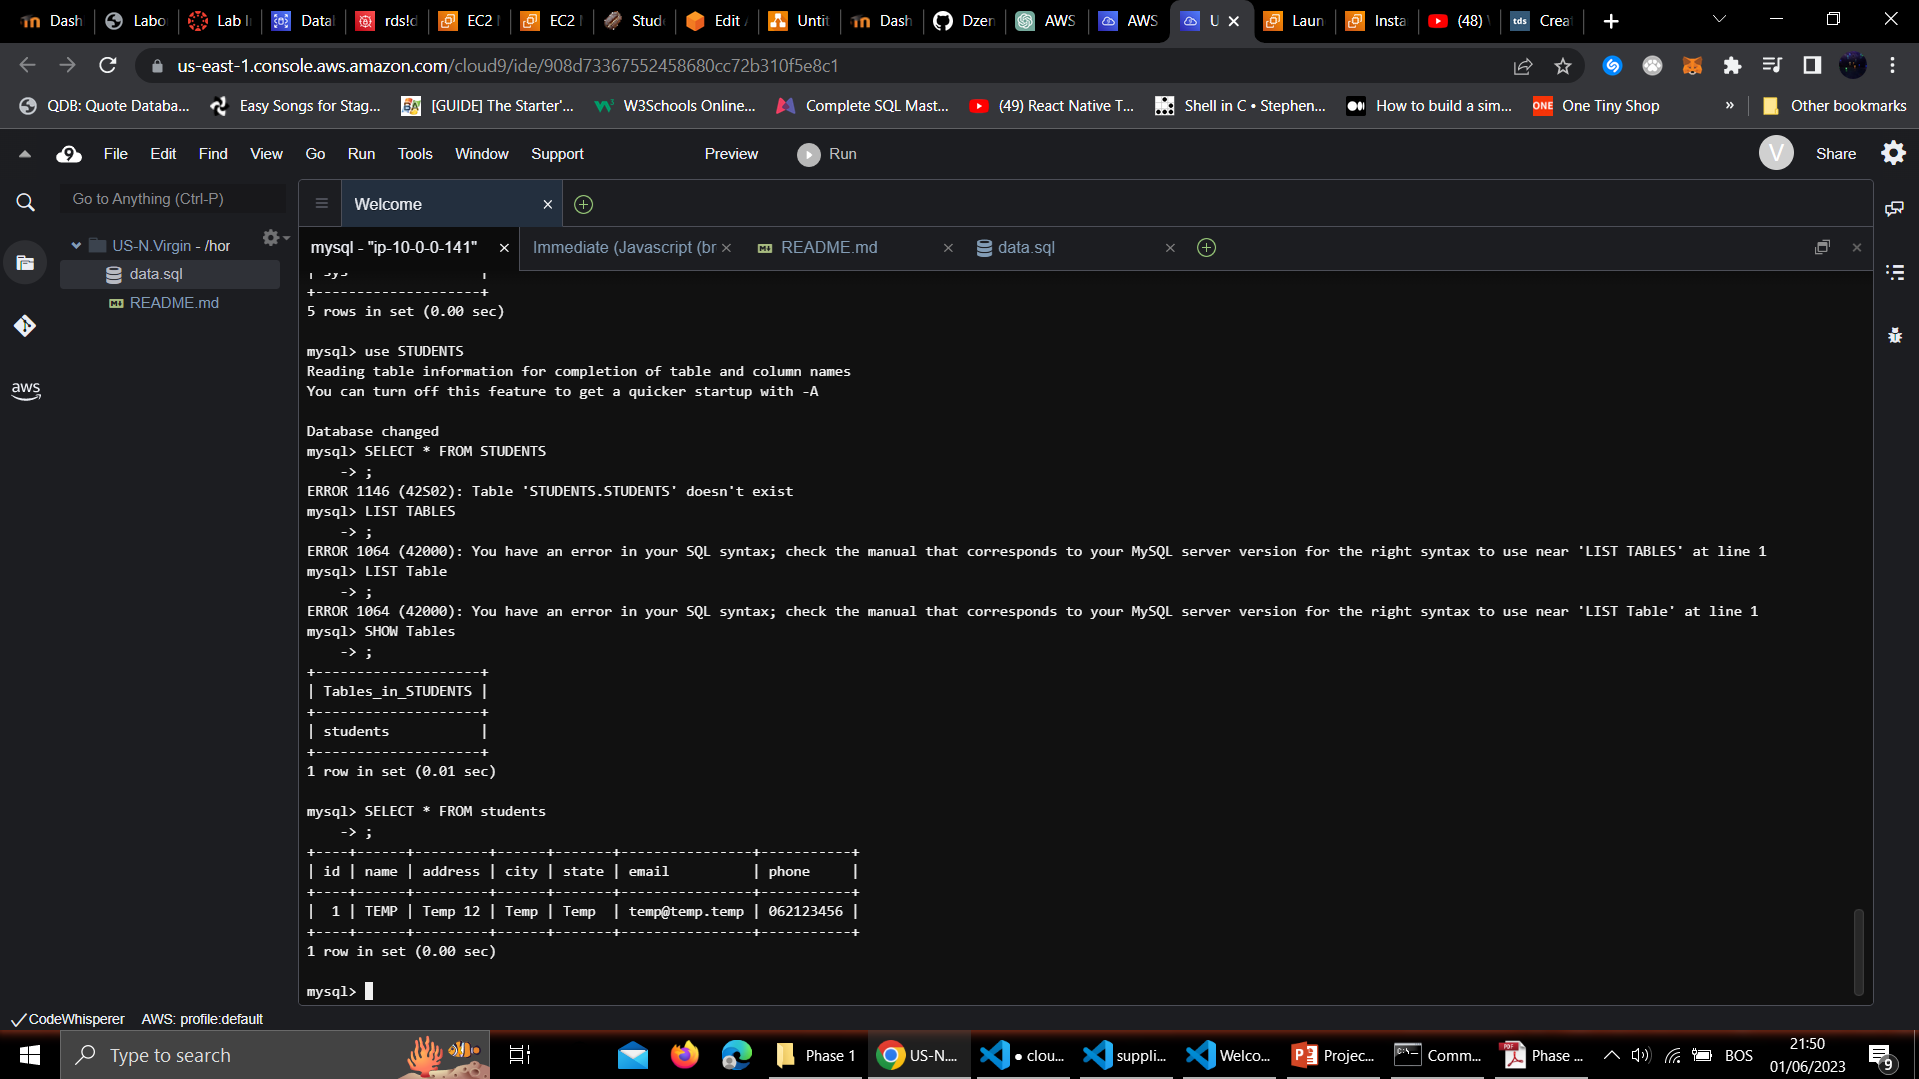 Dash
Labo
Lab I
Datal
rds!d
EC2 M
EC2 M
Stude
Edit A
Untit
Dash
Dzen
AWS
AWS
U
Laun
Insta
(48)
Crea
us-east-1.console.aws.amazon.com/cloud9/ide/908d73367552458680cc72b310f5e8c1
QDB: Quote Databa...
Easy Songs for Stag...
[GUIDE] The Starter'...
W3Schools Online...
Complete SQL Mast...
(49) React Native T...
Shell in C • Stephen...
How to build a sim...
ONE
One Tiny Shop
»
Other bookmarks
9
File
Edit
Find
View
Go
Run
Tools
Window
Support
Preview
Run
V
Share
Go to Anything (Ctrl-P)
Welcome
US-N.Virgin - /hor
data.sql
README.md
aws
mysql - "ip-10-0-0-141"
Immediate (Javascript (br
README.md
data.sql
| sys                |
+--------------------+
5 rows in set (0.00 sec)
mysql> use STUDENTS
Reading table information for completion of table and column names
You can turn off this feature to get a quicker startup with -A
Database changed
mysql> SELECT * FROM STUDENTS
    -> ;
ERROR 1146 (42S02): Table 'STUDENTS.STUDENTS' doesn't exist
mysql> LIST TABLES
    -> ;
ERROR 1064 (42000): You have an error in your SQL syntax; check the manual that corresponds to your MySQL server version for the right syntax to use near 'LIST TABLES' at line 1
mysql> LIST Table
    -> ;
ERROR 1064 (42000): You have an error in your SQL syntax; check the manual that corresponds to your MySQL server version for the right syntax to use near 'LIST Table' at line 1
mysql> SHOW Tables
    -> ;
+--------------------+
| Tables_in_STUDENTS |
+--------------------+
| students           |
+--------------------+
1 row in set (0.01 sec)
mysql> SELECT * FROM students
    -> ;
+----+------+---------+------+-------+----------------+-----------+
| id | name | address | city | state | email          | phone     |
+----+------+---------+------+-------+----------------+-----------+
|  1 | TEMP | Temp 12 | Temp | Temp  | temp@temp.temp | 062123456 |
+----+------+---------+------+-------+----------------+-----------+
1 row in set (0.00 sec)
mysql>
CodeWhisperer
AWS: profile:default
Type to search
Phase 1
US-N....
• clou...
suppli...
Welco...
Projec...
Comm...
Phase ...
BOS
21:50
01/06/2023
9